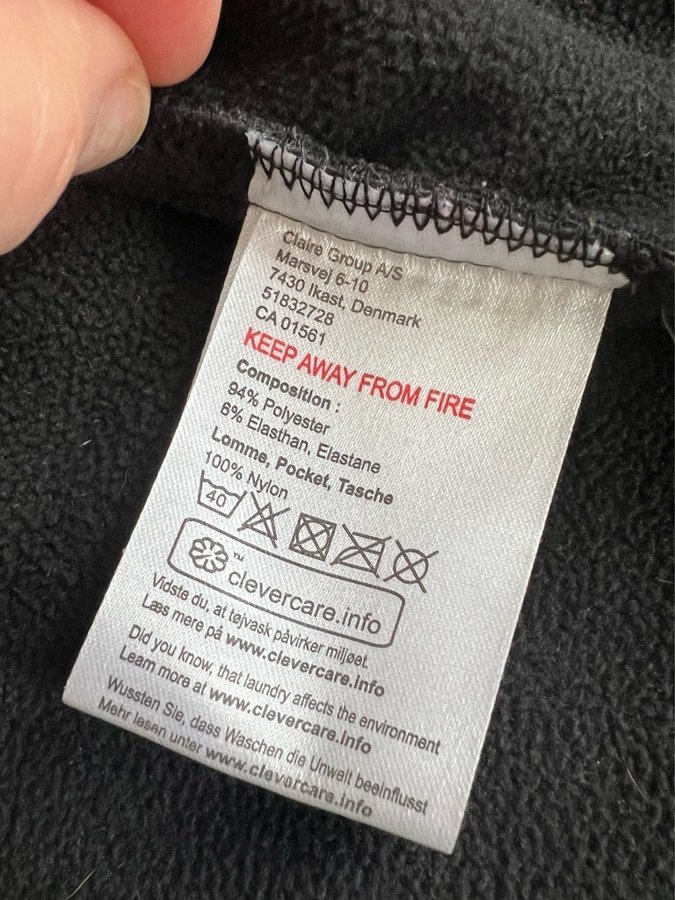 Claire Group A/S
Marsvej 6-10
7430 Ikast, Denmark
51832728
CA 01561
KEEP AWAY FROM FIRE
Composition :
94% Polyester
6% Elasthan, Elastane
Lomme, Pocket, Tasche
100% Nylon
40
™
clevercare.info
Vidste du, at tøjvask påvirker miljøet.
Læs mere på www.clevercare.info
Did you know, that laundry affects the environment
Learn more at www.clevercare.info
Wussten Sie, dass Waschen die Umwelt beeinflusst
Mehr lesen unter www.clevercare.info